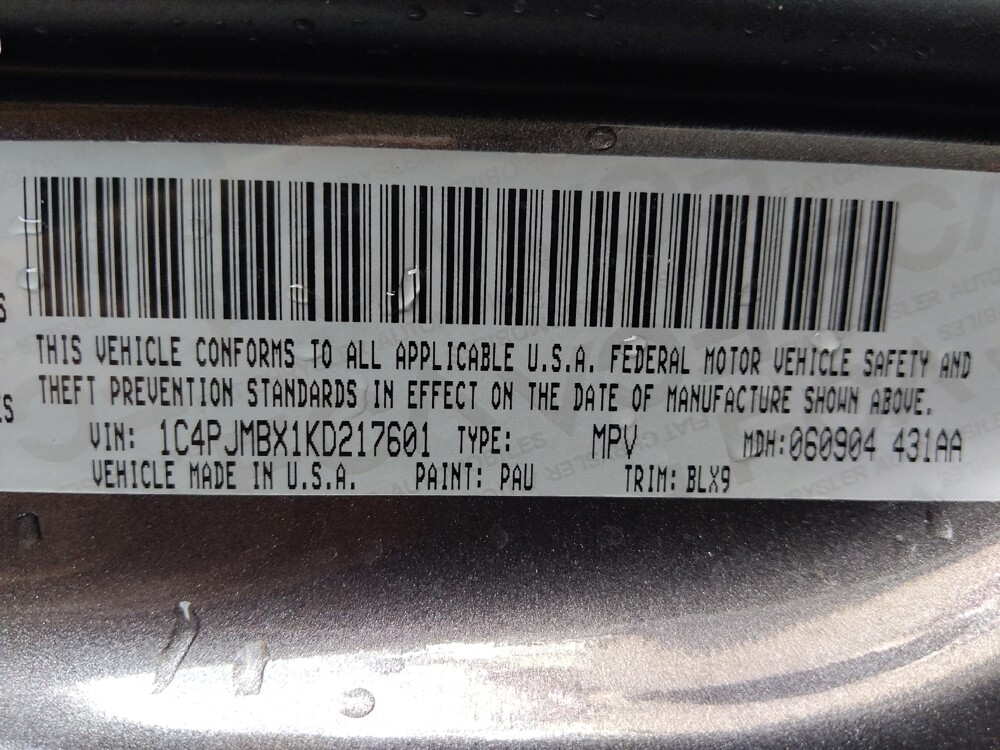 THIS VEHICLE CONFORMS TO ALL APPLICABLE U.S.A. FEDERAL MOTOR VEHICLE SAFETY AND
THEFT PREVENTION STANDARDS IN EFFECT ON THE DATE OF MANUFACTURE SHOWN ABOVE.
VIN: 1C4PJMBX1KD217601 TYPE: MPV MDH:060904 431AA
VEHICLE MADE IN U.S.A. PAINT: PAU TRIM: BLX9